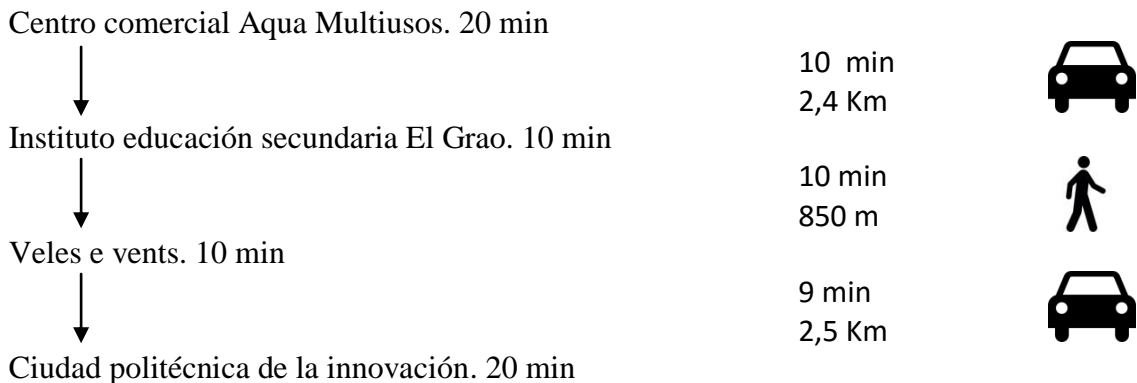 Centro comercial Aqua Multiusos. 20 min
10 min
2,4 Km
Instituto educación secundaria El Grao. 10 min
10 min
850 m
Veles e vents. 10 min
9 min
2,5 Km
Ciudad politécnica de la innovación. 20 min